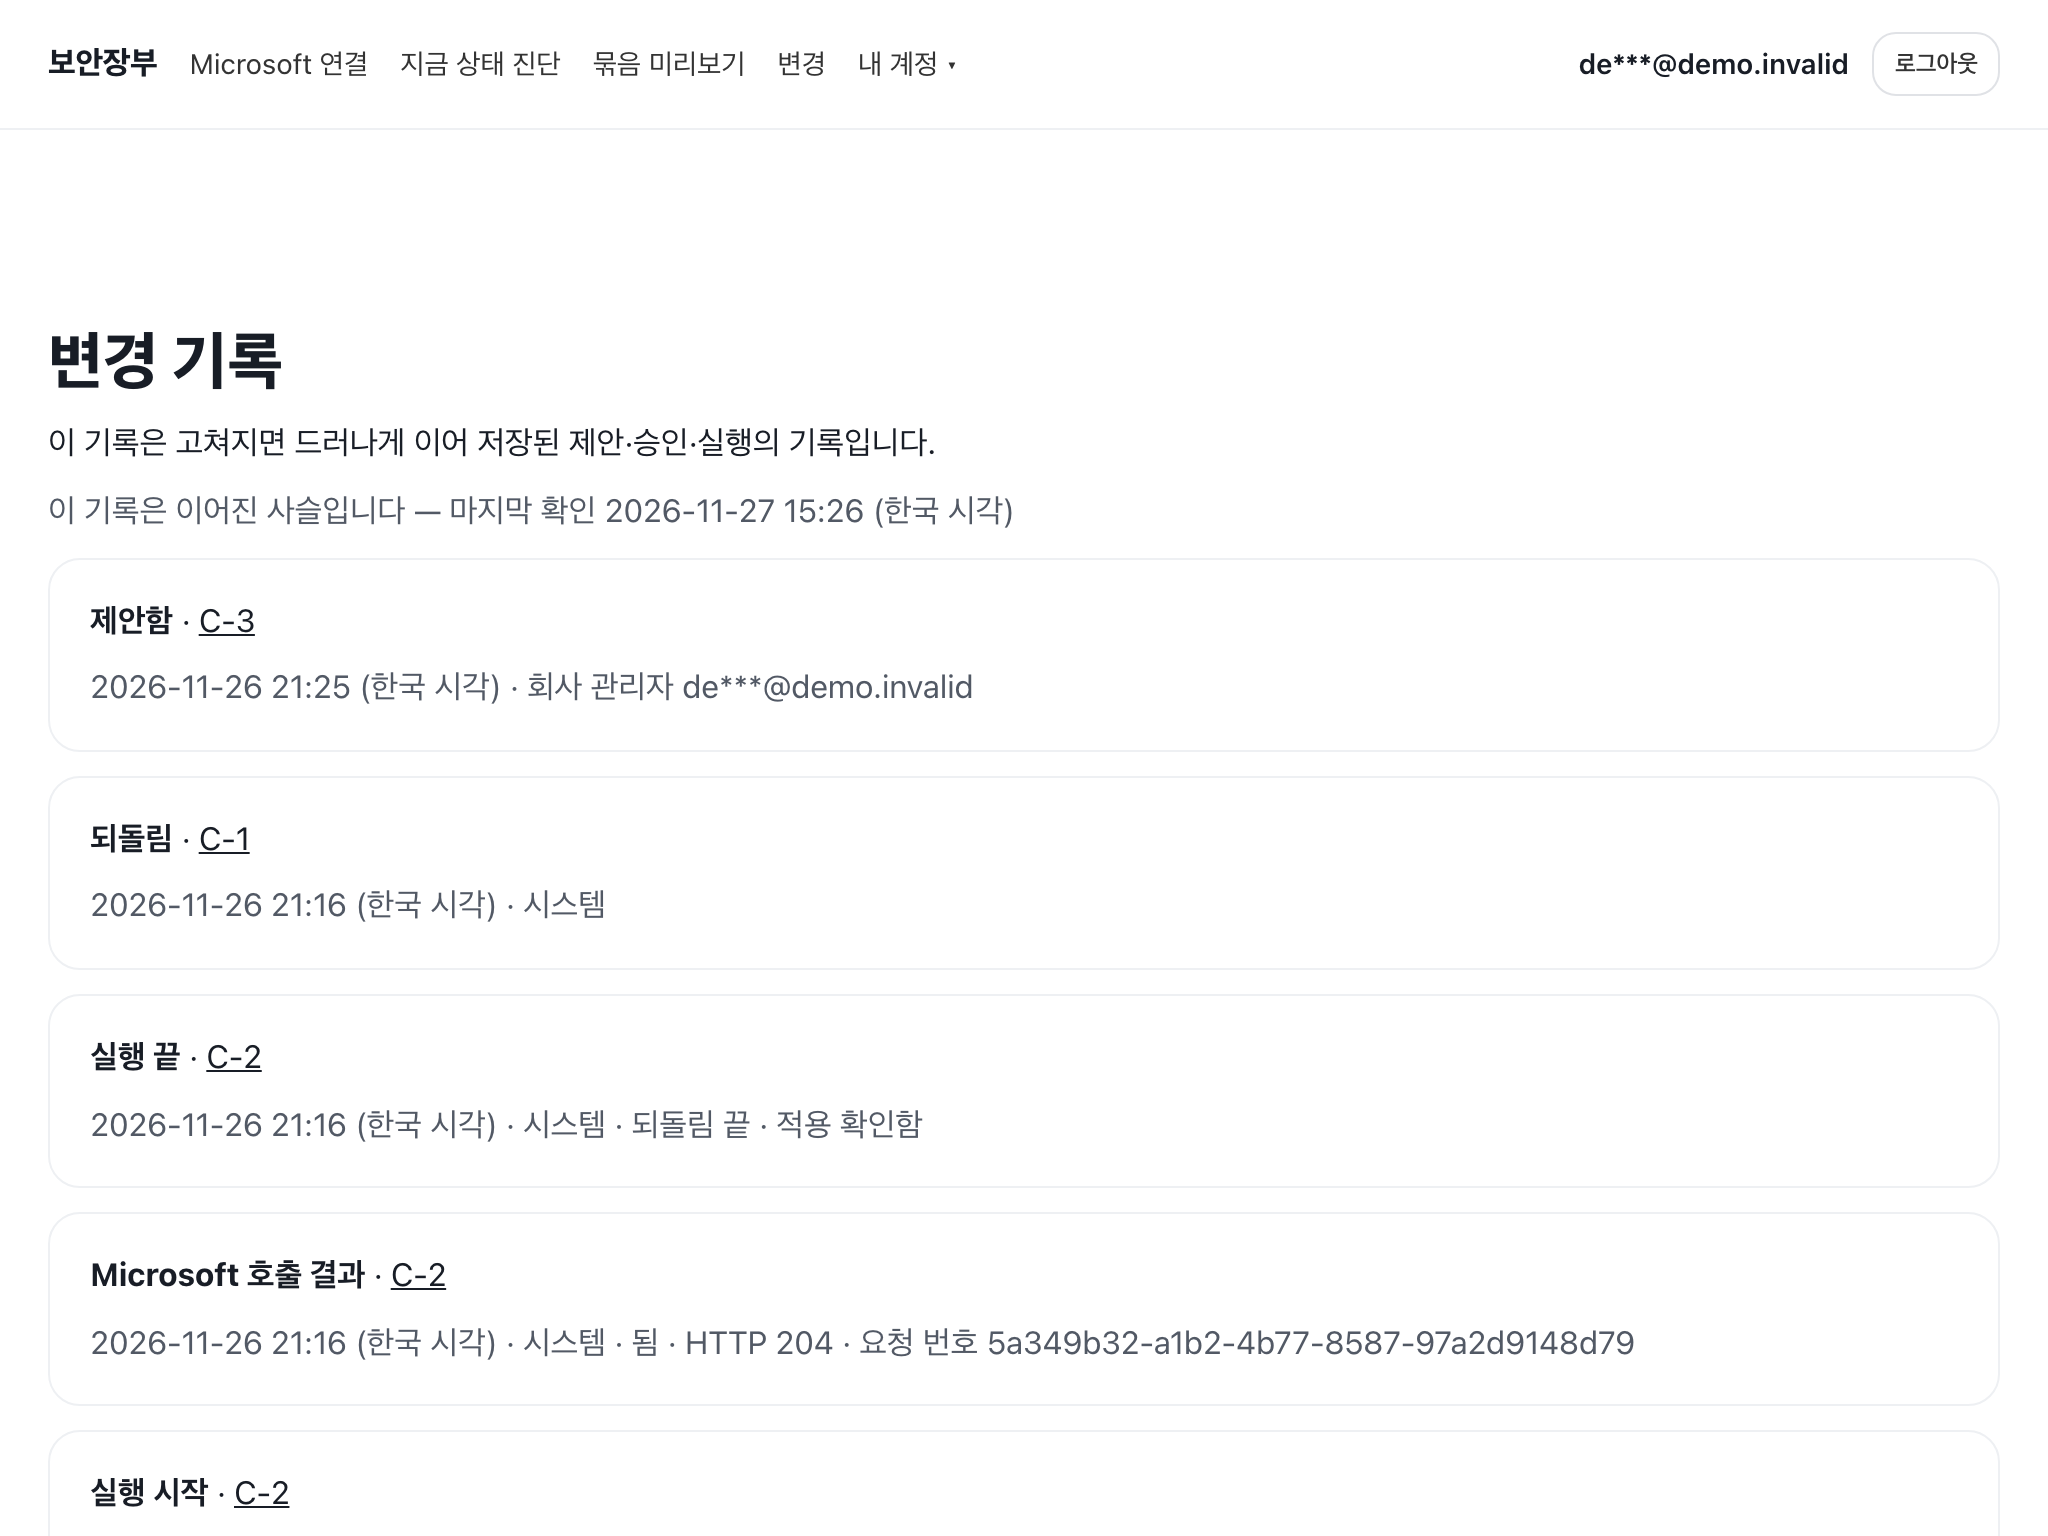 보안장부 Microsoft 연결 지금 상태 진단 묶음 미리보기 변경 내 계정 ▾ de***@demo.invalid 로그아웃
변경 기록
이 기록은 고쳐지면 드러나게 이어 저장된 제안·승인·실행의 기록입니다.
이 기록은 이어진 사슬입니다 — 마지막 확인 2026-11-27 15:26 (한국 시각)
제안함 · C-3
2026-11-26 21:25 (한국 시각) · 회사 관리자 de***@demo.invalid
되돌림 · C-1
2026-11-26 21:16 (한국 시각) · 시스템
실행 끝 · C-2
2026-11-26 21:16 (한국 시각) · 시스템 · 되돌림 끝 · 적용 확인함
Microsoft 호출 결과 · C-2
2026-11-26 21:16 (한국 시각) · 시스템 · 됨 · HTTP 204 · 요청 번호 5a349b32-a1b2-4b77-8587-97a2d9148d79
실행 시작 · C-2